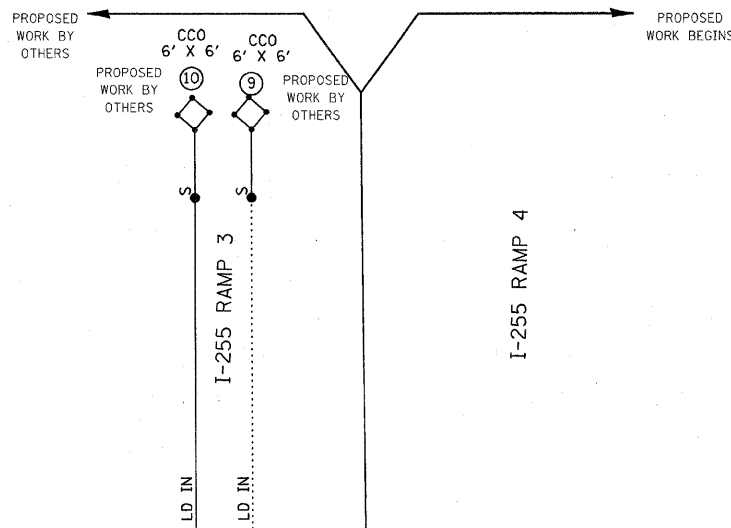 PROPOSED
WORK BY
OTHERS
PROPOSED
WORK BEGINS
CCO
6' X 6'
CCO
6' X 6'
PROPOSED
WORK BY
OTHERS
10
9
PROPOSED
WORK BY
OTHERS
S
S
I-255 RAMP 3
I-255 RAMP 4
LD IN
LD IN